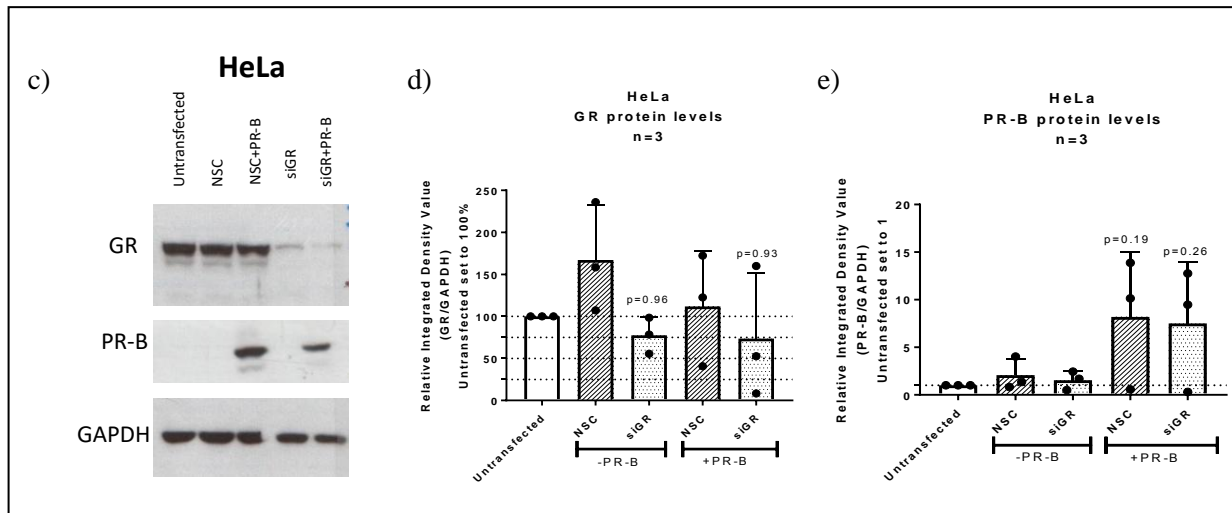 c)
HeLa
Untransfected
NSC
NSC+PR-B
siGR
siGR+PR-B
GR
PR-B
GAPDH
d)
HeLa
GR protein levels
n=3
Relative Integrated Density Value
(GR/GAPDH)
Untransfected set to 100%
250
200
150
100
50
0
p=0.96
p=0.93
Untransfected
NSC
siGR
NSC
siGR
-PR-B
+PR-B
e)
HeLa
PR-B protein levels
n=3
Relative Integrated Density Value
(PR-B/GAPDH)
Untransfected set to 1
20
15
10
5
0
p=0.19
p=0.26
Untransfected
NSC
siGR
NSC
siGR
-PR-B
+PR-B